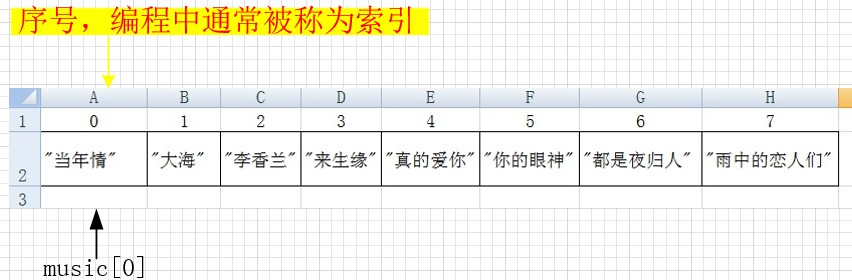 序号，编程中通常被称为索引
A B C D E F G H
1 0 1 2 3 4 5 6 7
2 "当年情" "大海" "李香兰" "来生缘" "真的爱你" "你的眼神" "都是夜归人" "雨中的恋人们"
3
music[0]